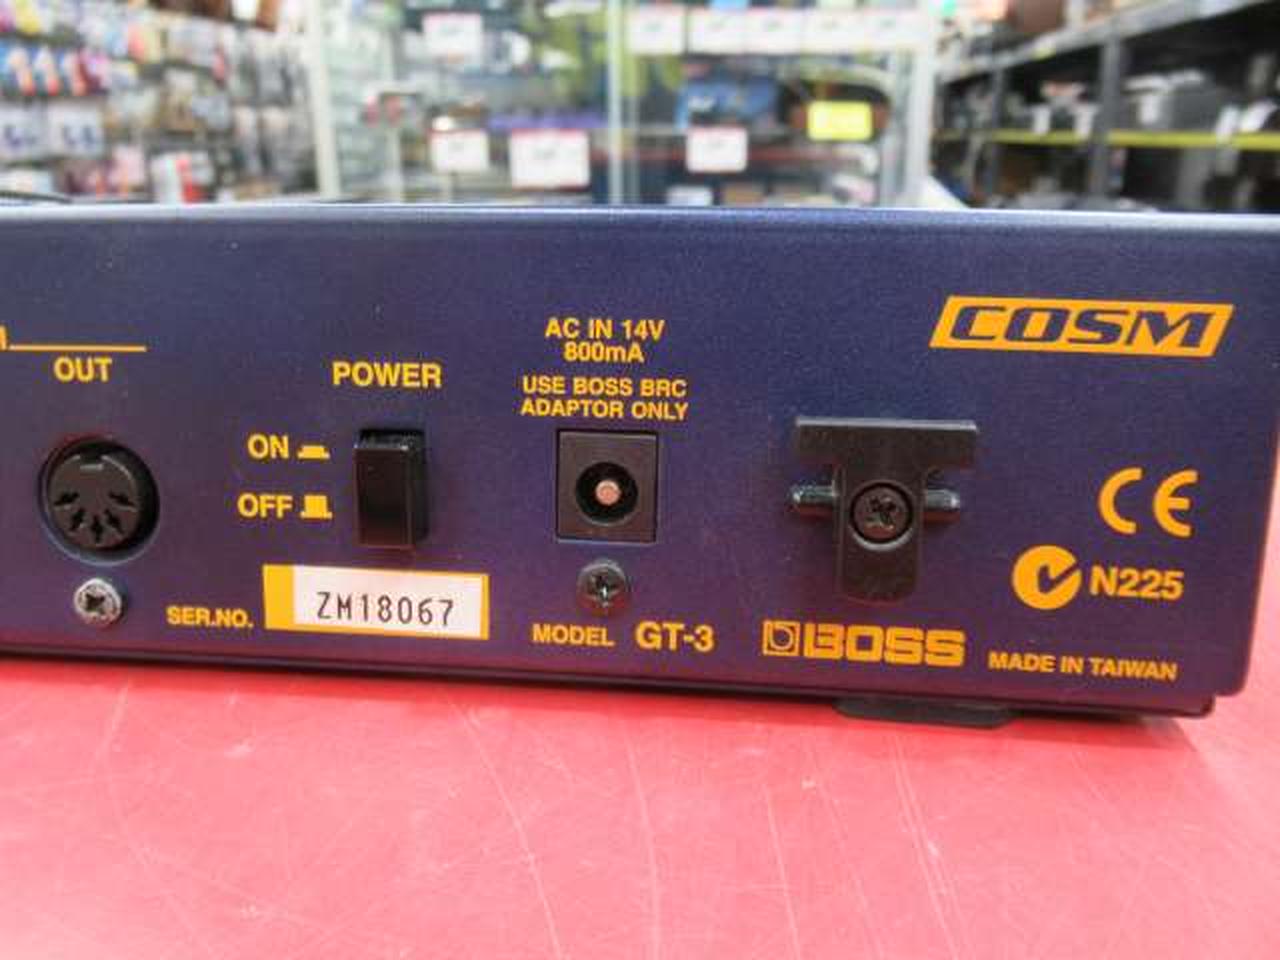 COSM
AC IN 14V
800mA
USE BOSS BRC
ADAPTOR ONLY
OUT
POWER
ON
OFF
CE
N225
SER.NO. ZM18067
MODEL GT-3 BOSS MADE IN TAIWAN